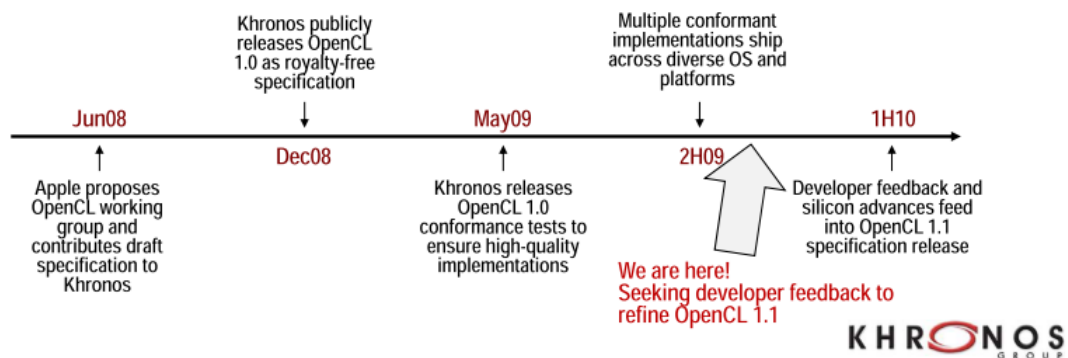 Khronos publicly
releases OpenCL
1.0 as royalty-free
specification
Multiple conformant
implementations ship
across diverse OS and
platforms
Jun08
May09
1H10
Dec08
2H09
Apple proposes
OpenCL working
group and
contributes draft
specification to
Khronos
Khronos releases
OpenCL 1.0
conformance tests to
ensure high-quality
implementations
Developer feedback and
silicon advances feed
into OpenCL 1.1
specification release
We are here!
Seeking developer feedback to
refine OpenCL 1.1
KHRONOS
GROUP